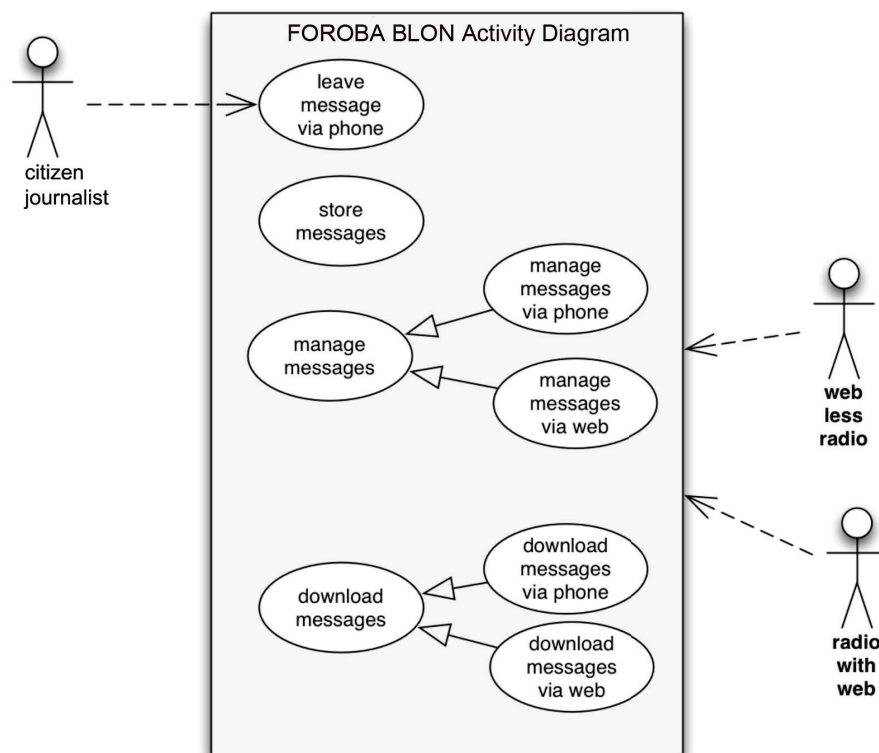 FOROBA BLON Activity Diagram
leave
message
via phone
citizen
journalist
store
messages
manage
messages
via phone
manage
messages
manage
messages
via web
web
less
radio
download
messages
via phone
download
messages
download
messages
via web
radio
with
web